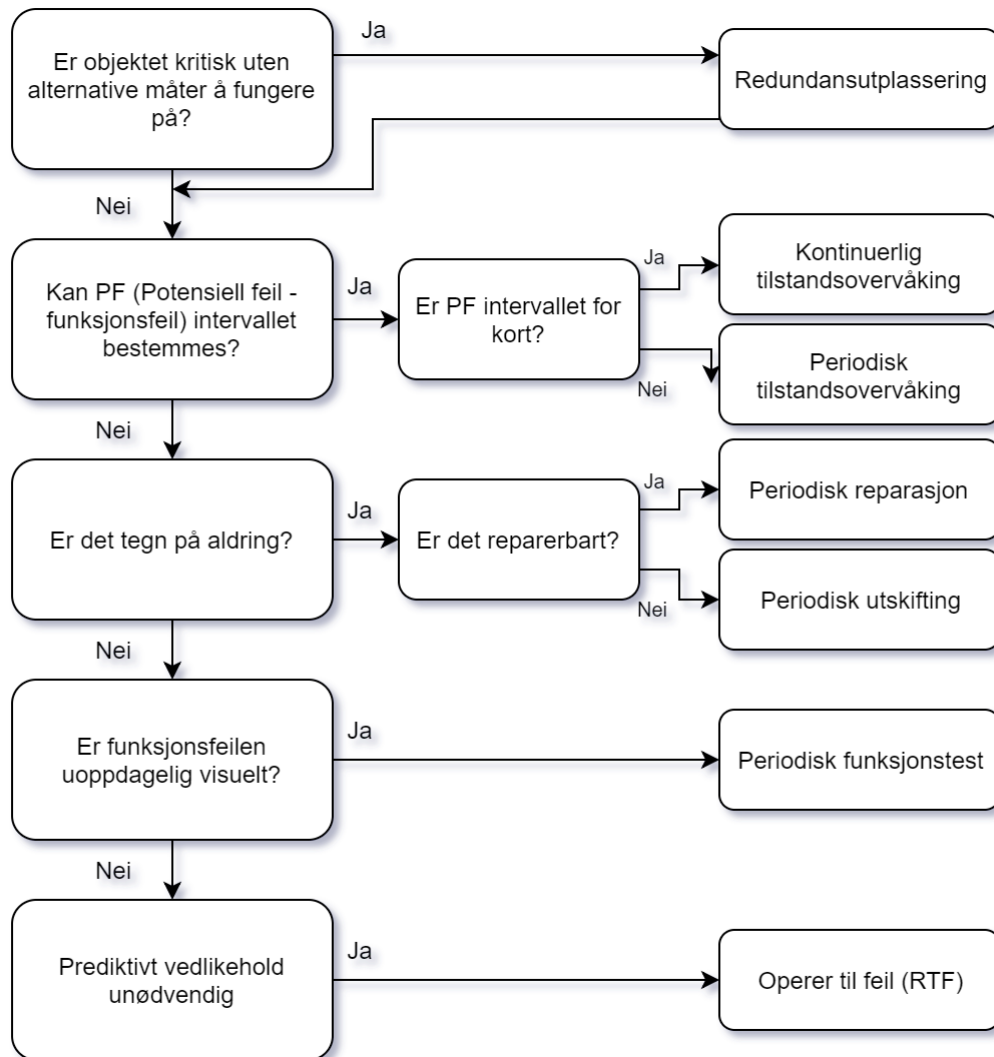 Er objektet kritisk uten
alternative måter å fungere
på?
Ja
Redundansutplassering
Nei
Kan PF (Potensiell feil -
funksjonsfeil) intervallet
bestemmes?
Ja
Er PF intervallet for
kort?
Ja
Kontinuerlig
tilstandsovervåking
Nei
Periodisk
tilstandsovervåking
Nei
Er det tegn på aldring?
Ja
Er det reparerbart?
Ja
Periodisk reparasjon
Nei
Periodisk utskifting
Nei
Er funksjonsfeilen
uoppdagelig visuelt?
Ja
Periodisk funksjonstest
Nei
Prediktivt vedlikehold
unødvendig
Ja
Operer til feil (RTF)